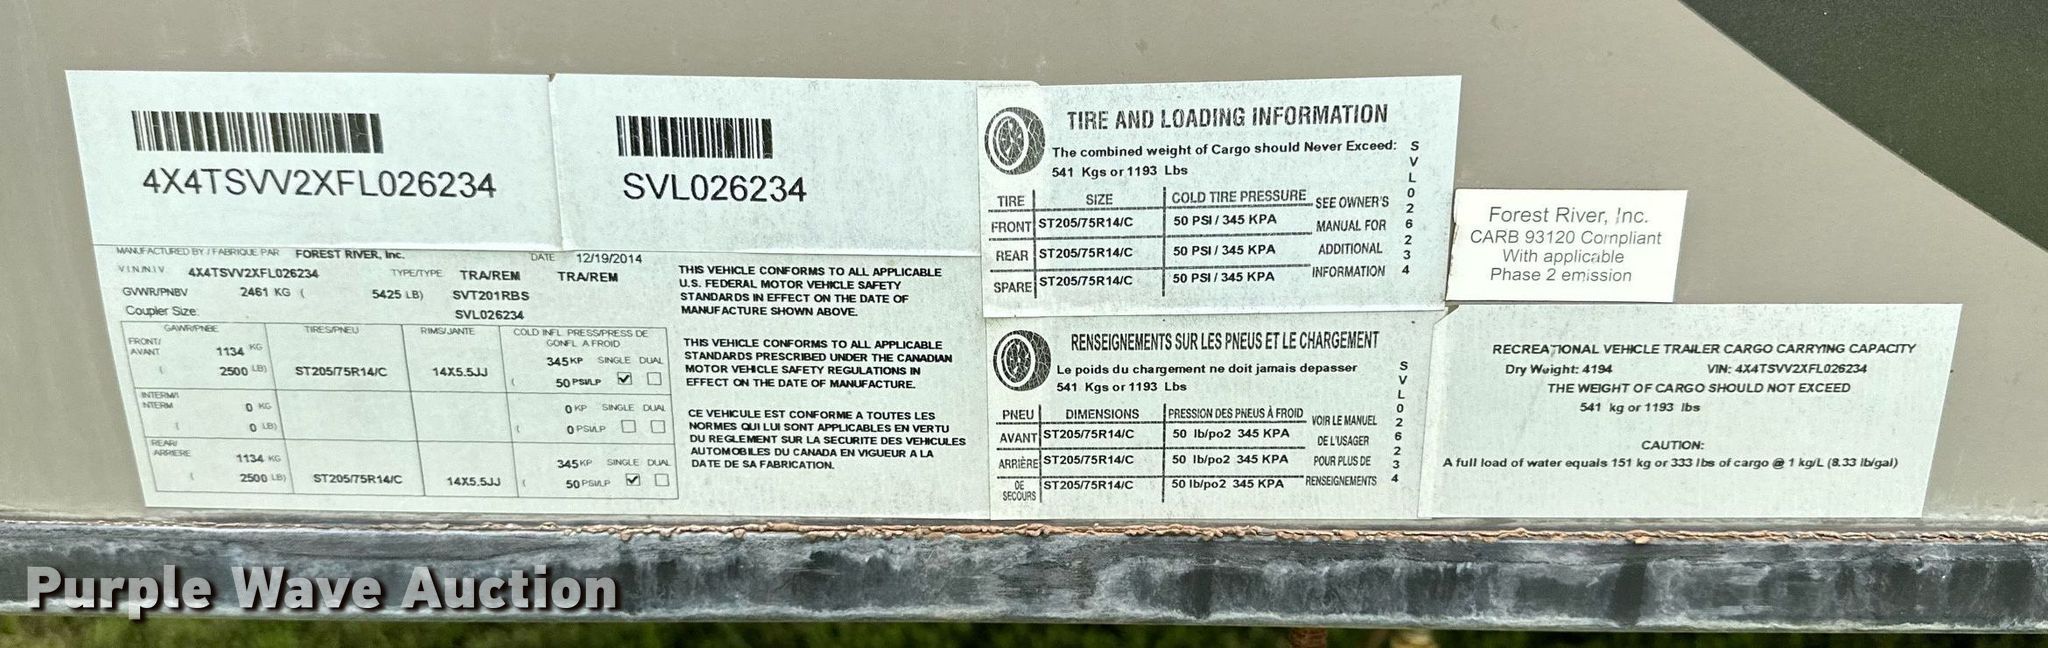 4X4TSVV2XFL026234
SVL026234
MANUFACTURED BY / FABRIQUE PAR FOREST RIVER, Inc. DATE 12/19/2014
V.I.N./N.I.V. 4X4TSVV2XFL026234 TYPE/TYPE TRA/REM TRA/REM
GVWR/PNBV 2461 KG ( 5425 LB) SVT201RBS
Coupler Size: SVL026234
GAWR/PNBE TIRES/PNEU RIMS/JANTE COLD INFL PRESS/PRESS DE GONFL A FROID
FRONT/ AVANT 1134 KG 345 KP SINGLE DUAL
( 2500 LB) ST205/75R14/C 14X5.5JJ ( 50 PSI/LP
INTERM/I INTERM 0 KG 0 KP SINGLE DUAL
( 0 LB) ( 0 PSI/LP
REAR/ ARRIERE 1134 KG 345 KP SINGLE DUAL
( 2500 LB) ST205/75R14/C 14X5.5JJ ( 50 PSI/LP
THIS VEHICLE CONFORMS TO ALL APPLICABLE
U.S. FEDERAL MOTOR VEHICLE SAFETY
STANDARDS IN EFFECT ON THE DATE OF
MANUFACTURE SHOWN ABOVE.
THIS VEHICLE CONFORMS TO ALL APPLICABLE
STANDARDS PRESCRIBED UNDER THE CANADIAN
MOTOR VEHICLE SAFETY REGULATIONS IN
EFFECT ON THE DATE OF MANUFACTURE.
CE VEHICULE EST CONFORME A TOUTES LES
NORMES QUI LUI SONT APPLICABLES EN VERTU
DU REGLEMENT SUR LA SECURITE DES VEHICULES
AUTOMOBILES DU CANADA EN VIGUEUR A LA
DATE DE SA FABRICATION.
TIRE AND LOADING INFORMATION
The combined weight of Cargo should Never Exceed:
541 Kgs or 1193 Lbs
TIRE SIZE COLD TIRE PRESSURE SEE OWNER'S
FRONT ST205/75R14/C 50 PSI / 345 KPA MANUAL FOR
REAR ST205/75R14/C 50 PSI / 345 KPA ADDITIONAL
SPARE ST205/75R14/C 50 PSI / 345 KPA INFORMATION
SVL026234
RENSEIGNEMENTS SUR LES PNEUS ET LE CHARGEMENT
Le poids du chargement ne doit jamais depasser
541 Kgs or 1193 Lbs
PNEU DIMENSIONS PRESSION DES PNEUS À FROID VOIR LE MANUEL
AVANT ST205/75R14/C 50 lb/po2 345 KPA DE L'USAGER
ARRIÈRE ST205/75R14/C 50 lb/po2 345 KPA POUR PLUS DE
DE SECOURS ST205/75R14/C 50 lb/po2 345 KPA RENSEIGNEMENTS
SVL026234
Forest River, Inc.
CARB 93120 Compliant
With applicable
Phase 2 emission
RECREATIONAL VEHICLE TRAILER CARGO CARRYING CAPACITY
Dry Weight: 4194 VIN: 4X4TSVV2XFL026234
THE WEIGHT OF CARGO SHOULD NOT EXCEED
541 kg or 1193 lbs
CAUTION:
A full load of water equals 151 kg or 333 lbs of cargo @ 1 kg/L (8.33 lb/gal)
Purple Wave Auction